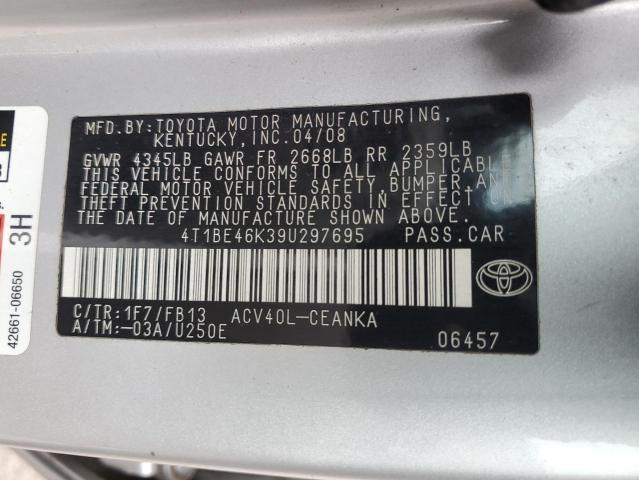 MFD.BY:TOYOTA MOTOR MANUFACTURING,
KENTUCKY, INC.04/08
GVWR 4345LB GAWR FR 2668LB RR 2359LB
THIS VEHICLE CONFORMS TO ALL APPLICABLE
FEDERAL MOTOR VEHICLE SAFETY, BUMPER, AND
THEFT PREVENTION STANDARDS IN EFFECT ON
THE DATE OF MANUFACTURE SHOWN ABOVE.
4T1BE46K39U297695 PASS.CAR
C/TR:1F7/FB13 ACV40L-CEANKA
A/TM:-03A/U250E
06457
42661-06650
3H